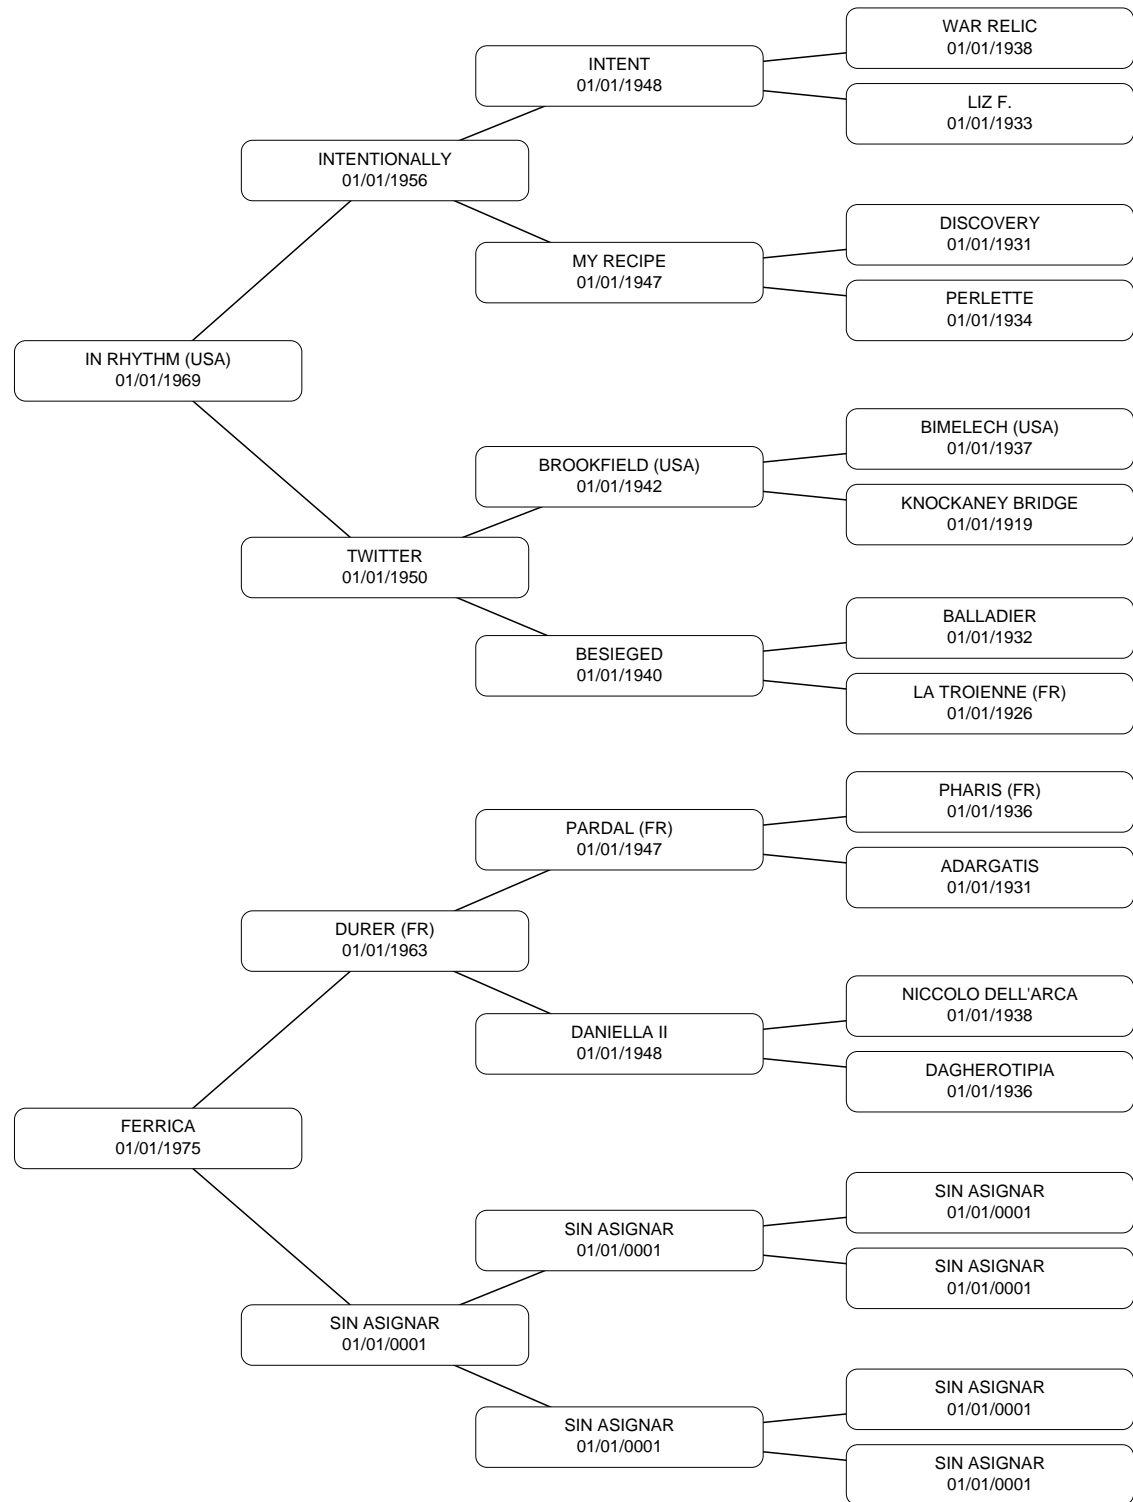 WAR RELIC
01/01/1938
INTENT
01/01/1948
LIZ F.
01/01/1933
INTENTIONALLY
01/01/1956
DISCOVERY
01/01/1931
MY RECIPE
01/01/1947
PERLETTE
01/01/1934
IN RHYTHM (USA)
01/01/1969
BIMELECH (USA)
01/01/1937
BROOKFIELD (USA)
01/01/1942
KNOCKANEY BRIDGE
01/01/1919
TWITTER
01/01/1950
BALLADIER
01/01/1932
BESIEGED
01/01/1940
LA TROIENNE (FR)
01/01/1926
PHARIS (FR)
01/01/1936
PARDAL (FR)
01/01/1947
ADARGATIS
01/01/1931
DURER (FR)
01/01/1963
NICCOLO DELL'ARCA
01/01/1938
DANIELLA II
01/01/1948
DAGHEROTIPIA
01/01/1936
FERRICA
01/01/1975
SIN ASIGNAR
01/01/0001
SIN ASIGNAR
01/01/0001
SIN ASIGNAR
01/01/0001
SIN ASIGNAR
01/01/0001
SIN ASIGNAR
01/01/0001
SIN ASIGNAR
01/01/0001
SIN ASIGNAR
01/01/0001